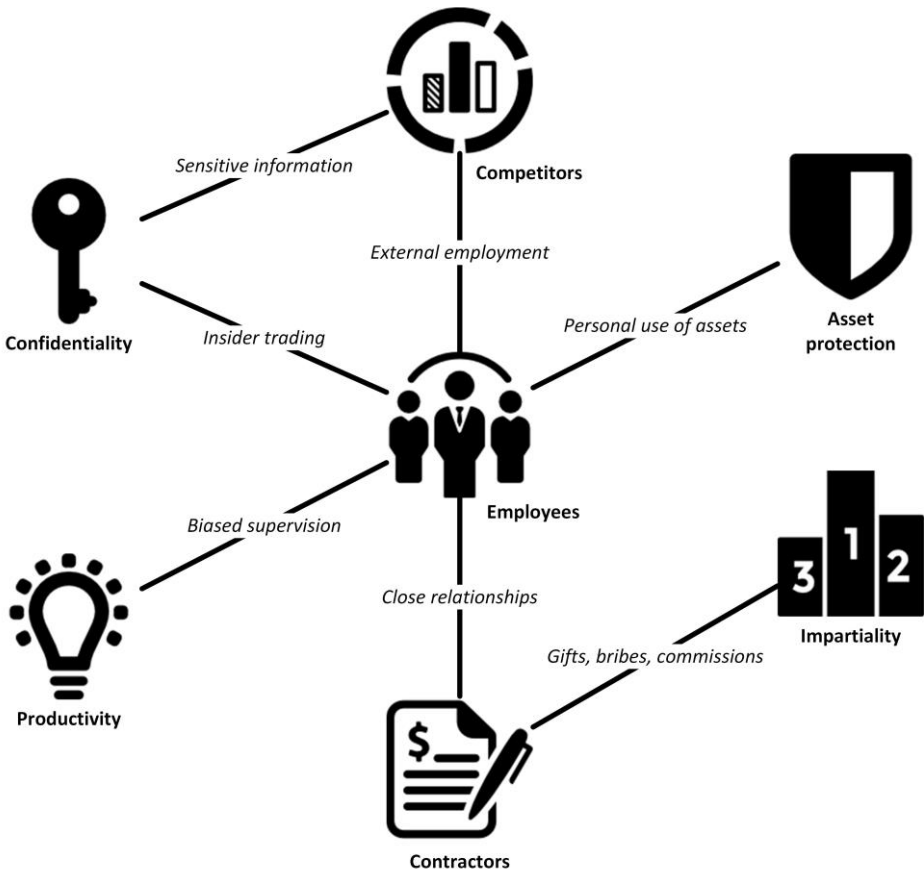 Sensitive information
Competitors
External employment
Confidentiality
Insider trading
Personal use of assets
Asset
protection
Employees
Biased supervision
3
1
2
Close relationships
Impartiality
Gifts, bribes, commissions
Productivity
$
Contractors